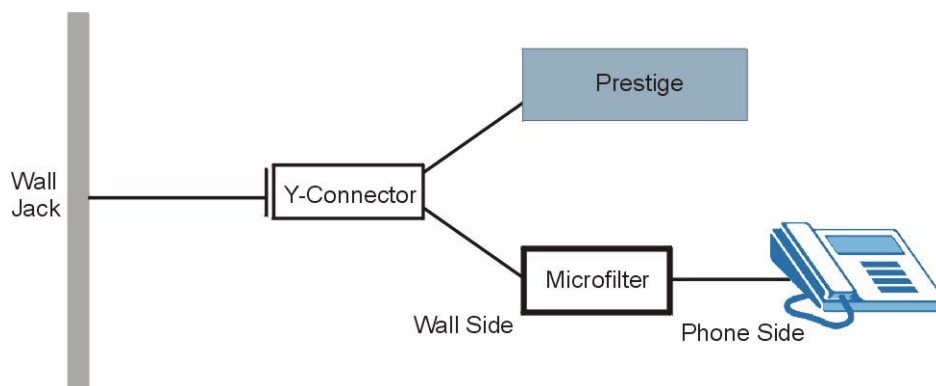 Prestige
Wall
Jack
Y-Connector
Microfilter
Wall Side
Phone Side